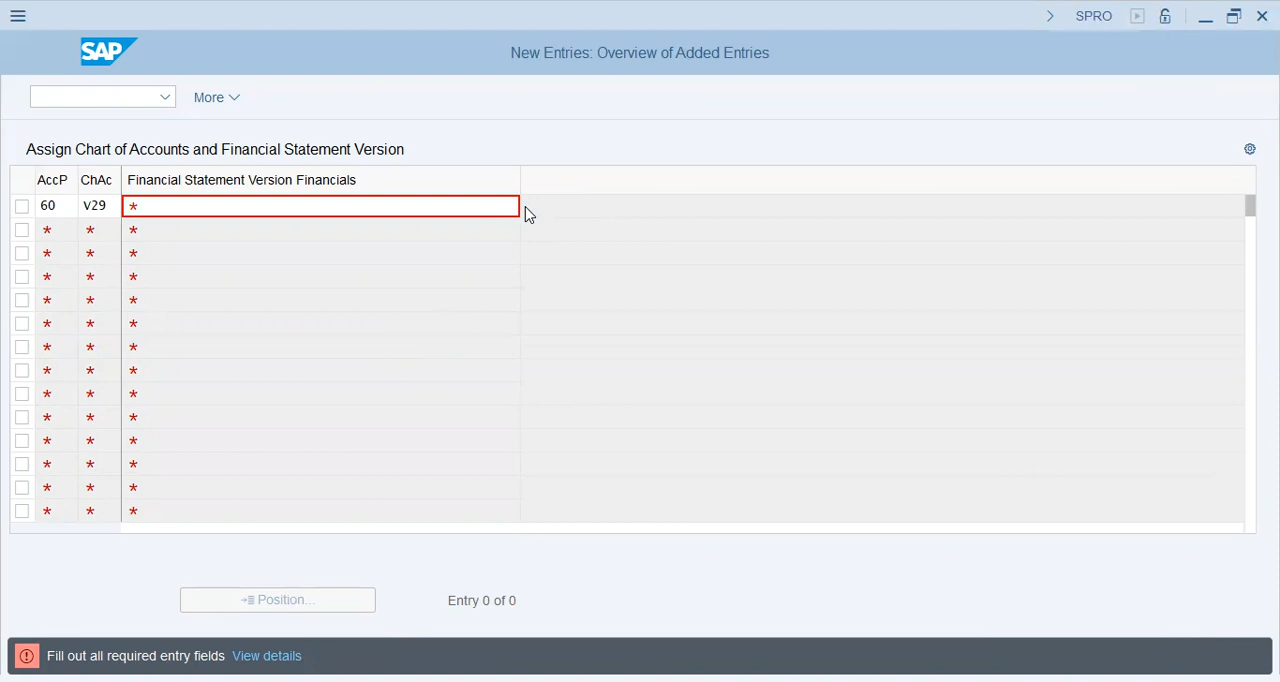 SPRO
SAP
New Entries: Overview of Added Entries
More
Assign Chart of Accounts and Financial Statement Version
AccP ChAc Financial Statement Version Financials
60 V29 *
* * *
* * *
* * *
* * *
* * *
* * *
* * *
* * *
* * *
* * *
* * *
* * *
* * *
Position... Entry 0 of 0
Fill out all required entry fields View details